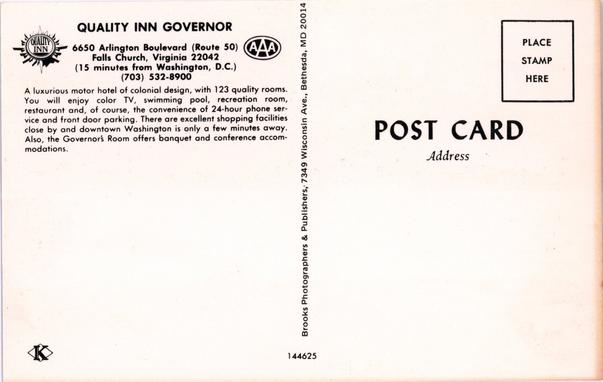 QUALITY INN GOVERNOR
QUALITY
INN
6650 Arlington Boulevard (Route 50)
Falls Church, Virginia 22042
(15 minutes from Washington, D.C.)
(703) 532-8900
AAA
A luxurious motor hotel of colonial design, with 123 quality rooms.
You will enjoy color TV, swimming pool, recreation room,
restaurant and, of course, the convenience of 24-hour phone ser-
vice and front door parking. There are excellent shopping facilities
close by and downtown Washington is only a few minutes away.
Also, the Governor's Room offers banquet and conference accom-
modations.
K
Brooks Photographers & Publishers, 7349 Wisconsin Ave., Bethesda, MD 20014
144625
PLACE
STAMP
HERE
POST CARD
Address